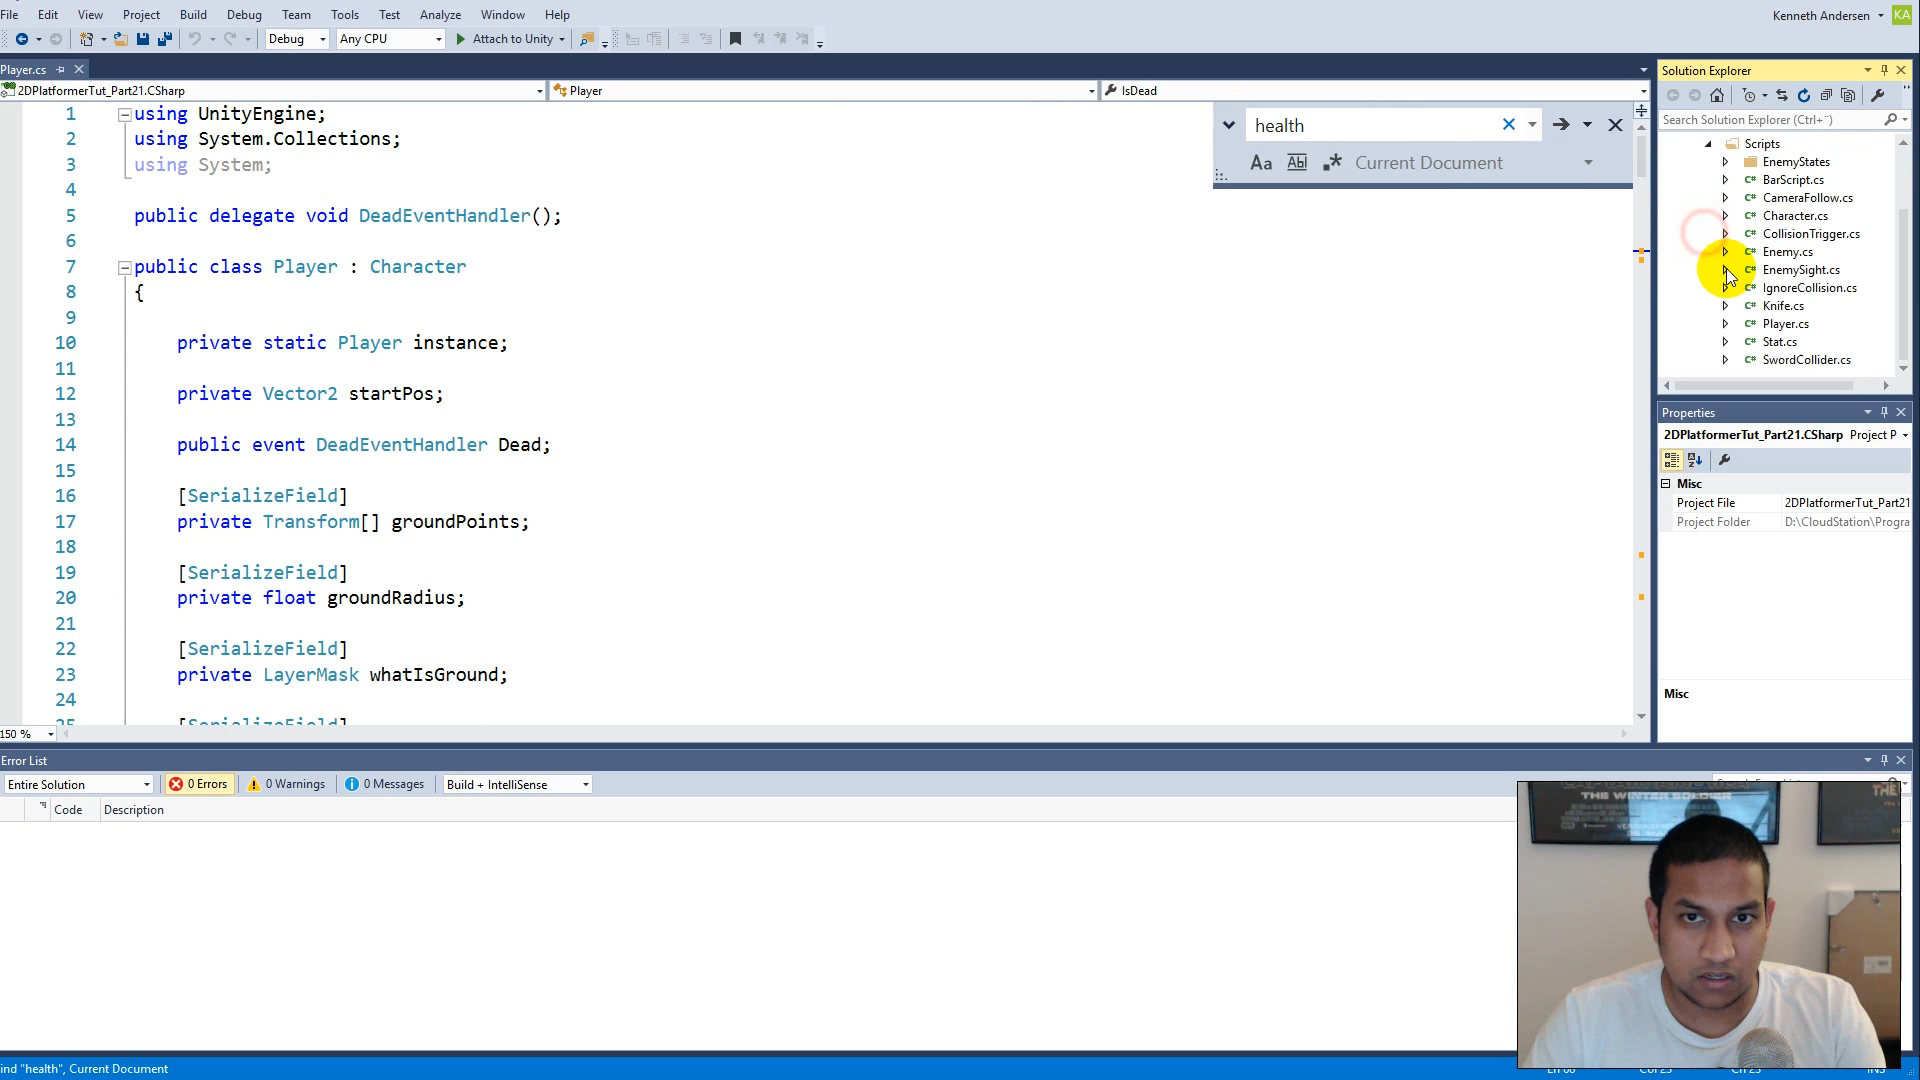 File Edit View Project Build Debug Team Tools Test Analyze Window Help
Kenneth Andersen KA
Debug Any CPU Attach to Unity
Player.cs
Solution Explorer
2DPlatformerTut_Part21.CSharp Player IsDead
Search Solution Explorer (Ctrl+¨)
health
Aa Abl .* Current Document
Scripts
EnemyStates
C# BarScript.cs
C# CameraFollow.cs
C# Character.cs
C# CollisionTrigger.cs
C# Enemy.cs
C# EnemySight.cs
C# IgnoreCollision.cs
C# Knife.cs
C# Player.cs
C# Stat.cs
C# SwordCollider.cs
1 using UnityEngine;
2 using System.Collections;
3 using System;
4
5 public delegate void DeadEventHandler();
6
7 public class Player : Character
8 {
9
10 private static Player instance;
11
12 private Vector2 startPos;
13
14 public event DeadEventHandler Dead;
15
16 [SerializeField]
17 private Transform[] groundPoints;
18
19 [SerializeField]
20 private float groundRadius;
21
22 [SerializeField]
23 private LayerMask whatIsGround;
24
25 [SerializeField]
150 %
Properties
2DPlatformerTut_Part21.CSharp Project P
Misc
Project File 2DPlatformerTut_Part21
Project Folder D:\CloudStation\Progra
Misc
Error List
Entire Solution 0 Errors 0 Warnings 0 Messages Build + IntelliSense
Code Description
THE WINTER SOLDIER
THE
ind "health", Current Document